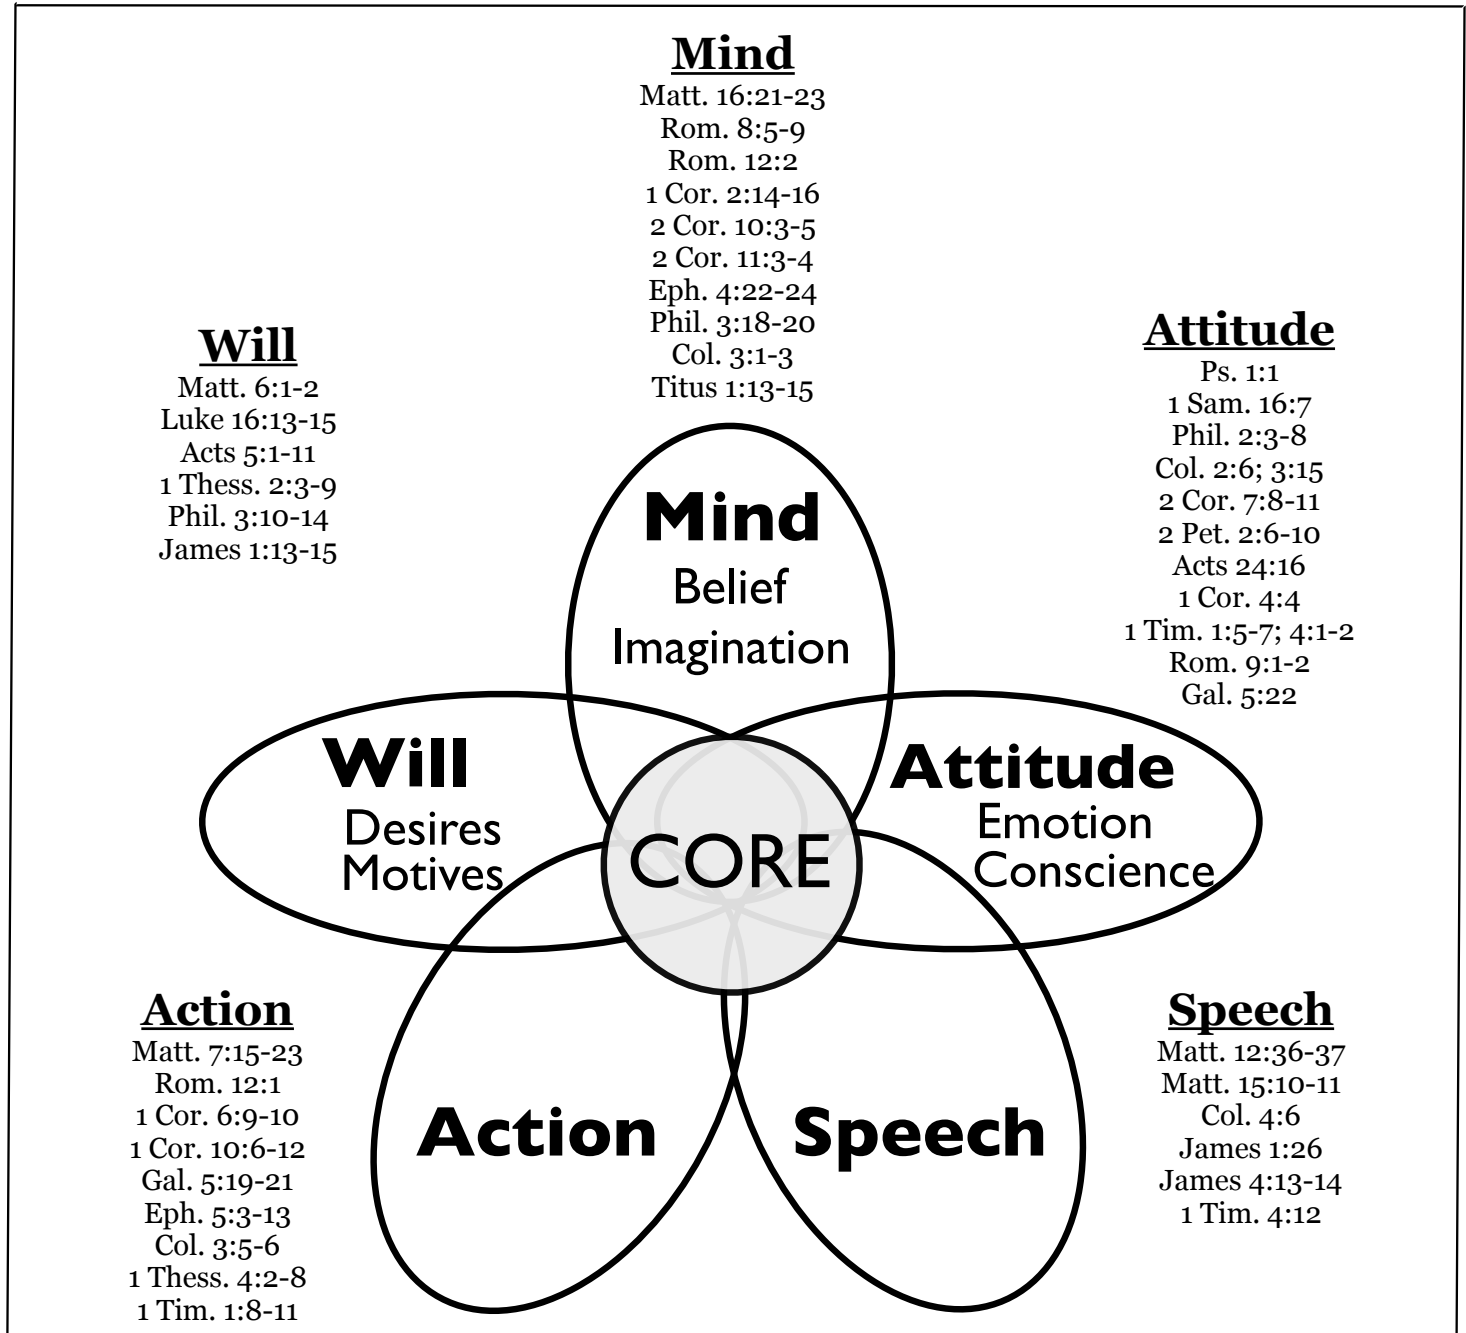 Mind
Matt. 16:21-23
Rom. 8:5-9
Rom. 12:2
1 Cor. 2:14-16
2 Cor. 10:3-5
2 Cor. 11:3-4
Eph. 4:22-24
Phil. 3:18-20
Col. 3:1-3
Titus 1:13-15
Will
Matt. 6:1-2
Luke 16:13-15
Acts 5:1-11
1 Thess. 2:3-9
Phil. 3:10-14
James 1:13-15
Attitude
Ps. 1:1
1 Sam. 16:7
Phil. 2:3-8
Col. 2:6; 3:15
2 Cor. 7:8-11
2 Pet. 2:6-10
Acts 24:16
1 Cor. 4:4
1 Tim. 1:5-7; 4:1-2
Rom. 9:1-2
Gal. 5:22
Mind
Belief
Imagination
Will
Desires
Motives
CORE
Attitude
Emotion
Conscience
Action
Speech
Action
Matt. 7:15-23
Rom. 12:1
1 Cor. 6:9-10
1 Cor. 10:6-12
Gal. 5:19-21
Eph. 5:3-13
Col. 3:5-6
1 Thess. 4:2-8
1 Tim. 1:8-11
Speech
Matt. 12:36-37
Matt. 15:10-11
Col. 4:6
James 1:26
James 4:13-14
1 Tim. 4:12